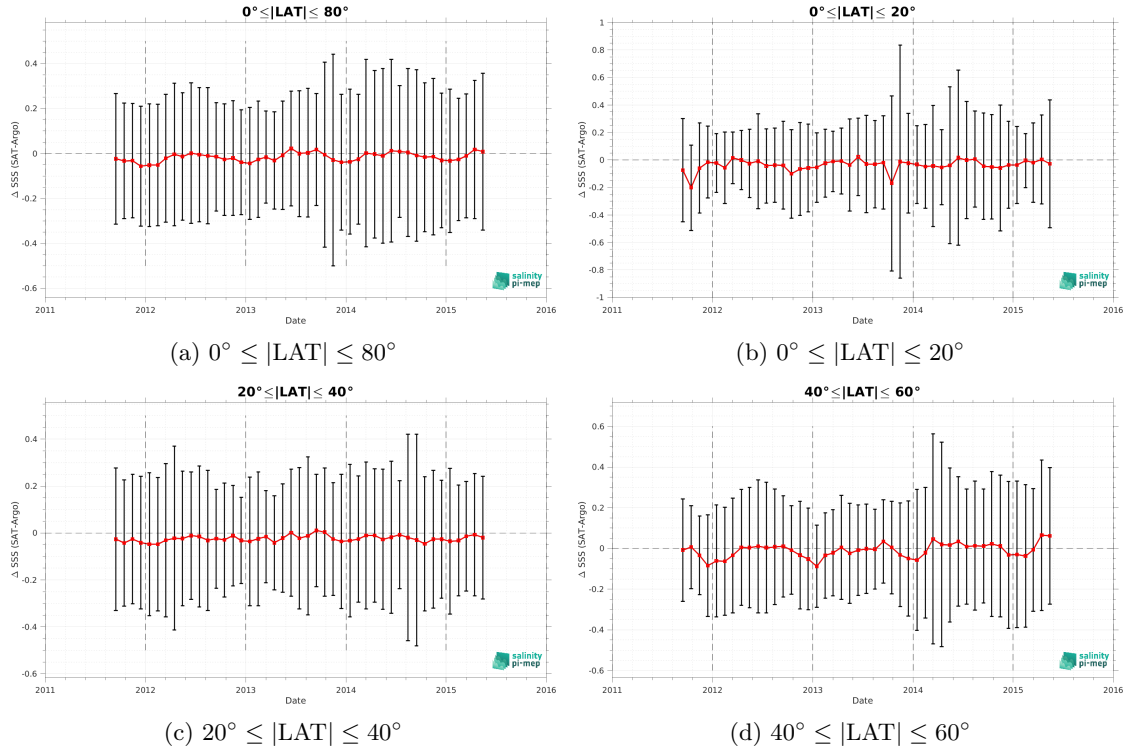 0°≤|LAT|≤ 80°
Δ SSS (SAT-Argo)
0.4
0.2
0
-0.2
-0.4
-0.6
2011 2012 2013 2014 2015 2016
Date
salinity
pi-mep
(a) 0° ≤ |LAT| ≤ 80°
0°≤|LAT|≤ 20°
Δ SSS (SAT-Argo)
1
0.8
0.6
0.4
0.2
0
-0.2
-0.4
-0.6
-0.8
-1
2011 2012 2013 2014 2015 2016
Date
salinity
pi-mep
(b) 0° ≤ |LAT| ≤ 20°
20°≤|LAT|≤ 40°
Δ SSS (SAT-Argo)
0.4
0.2
0
-0.2
-0.4
-0.6
2011 2012 2013 2014 2015 2016
Date
salinity
pi-mep
(c) 20° ≤ |LAT| ≤ 40°
40°≤|LAT|≤ 60°
Δ SSS (SAT-Argo)
0.6
0.4
0.2
0
-0.2
-0.4
-0.6
2011 2012 2013 2014 2015 2016
Date
salinity
pi-mep
(d) 40° ≤ |LAT| ≤ 60°